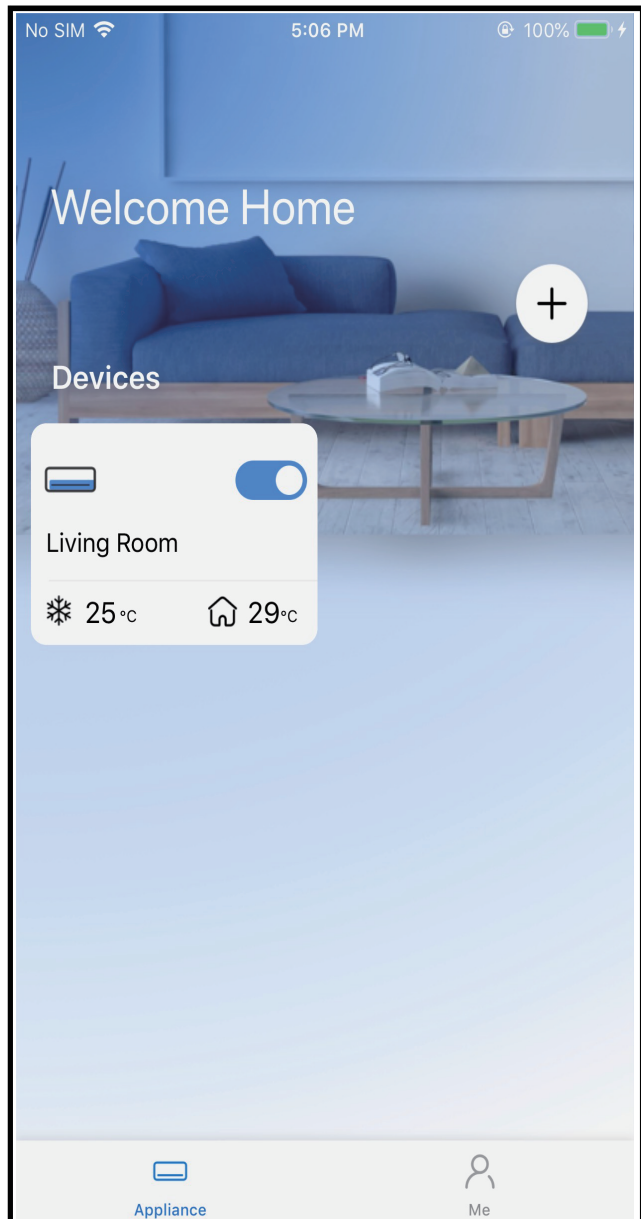 No SIM 5:06 PM 100%
Welcome Home
+
Devices
Living Room
25°C 29°C
Appliance Me